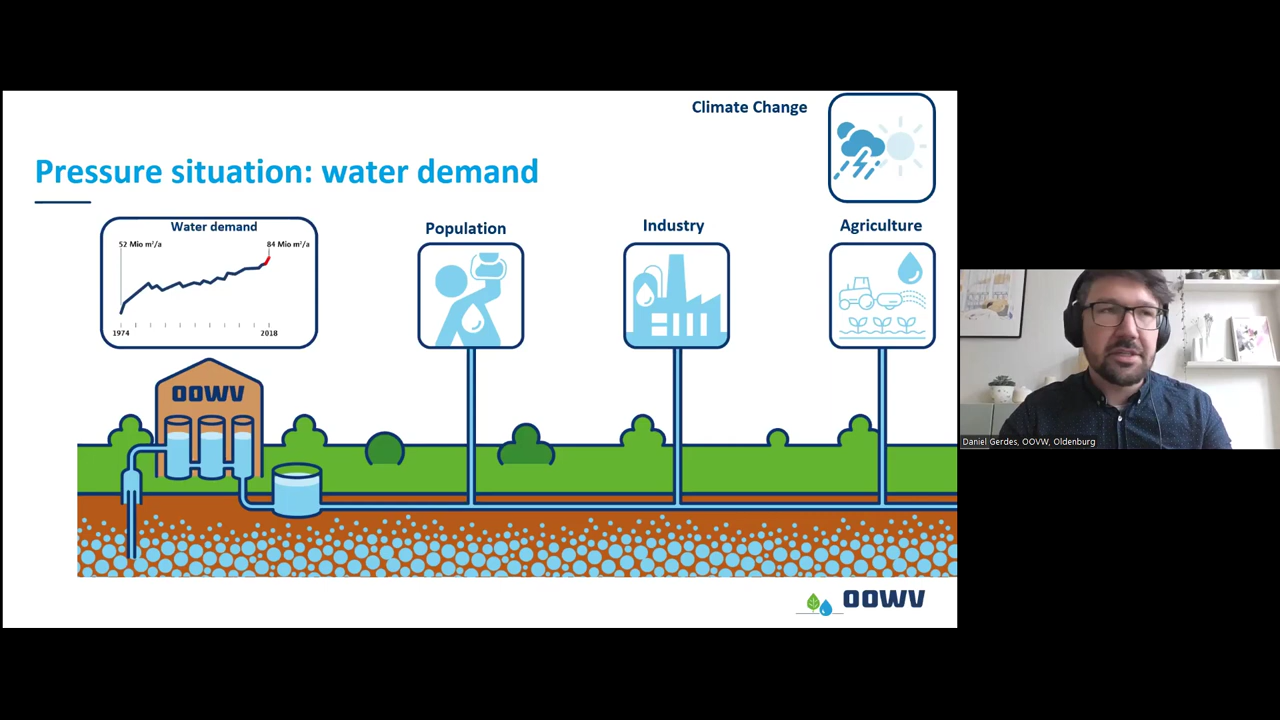 Climate Change
Pressure situation: water demand
Water demand
52 Mio m³/a
84 Mio m³/a
1974
2018
Population
Industry
Agriculture
OOWV
Daniel Gerdes, OOVW, Oldenburg
OOWV